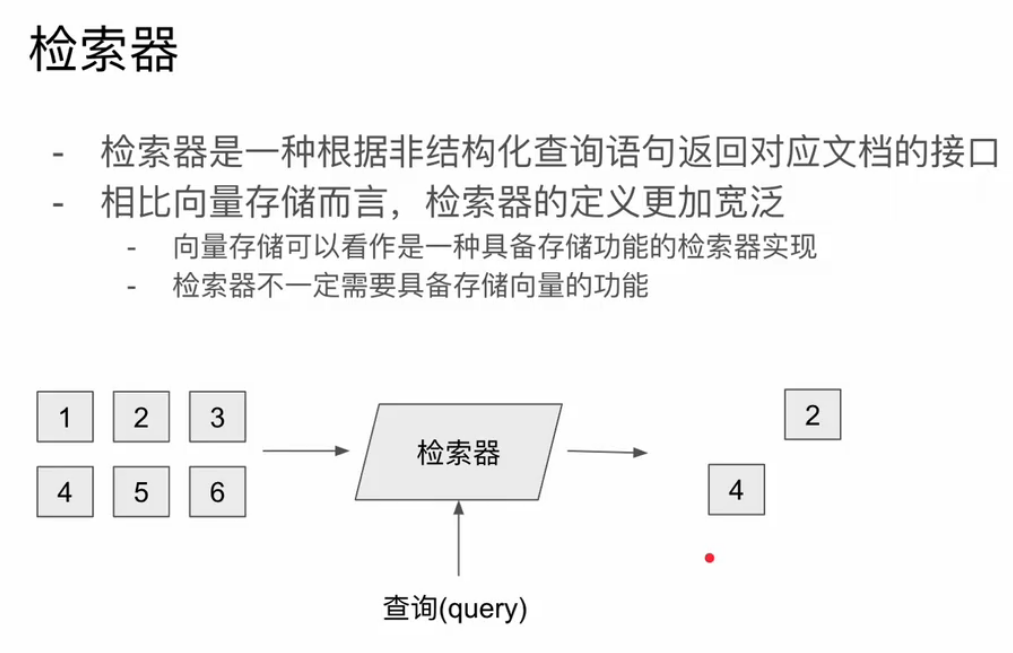 检索器
- 检索器是一种根据非结构化查询语句返回对应文档的接口
- 相比向量存储而言，检索器的定义更加宽泛
- 向量存储可以看作是一种具备存储功能的检索器实现
- 检索器不一定需要具备存储向量的功能
1 2 3
4 5 6
检索器
2
4
查询(query)